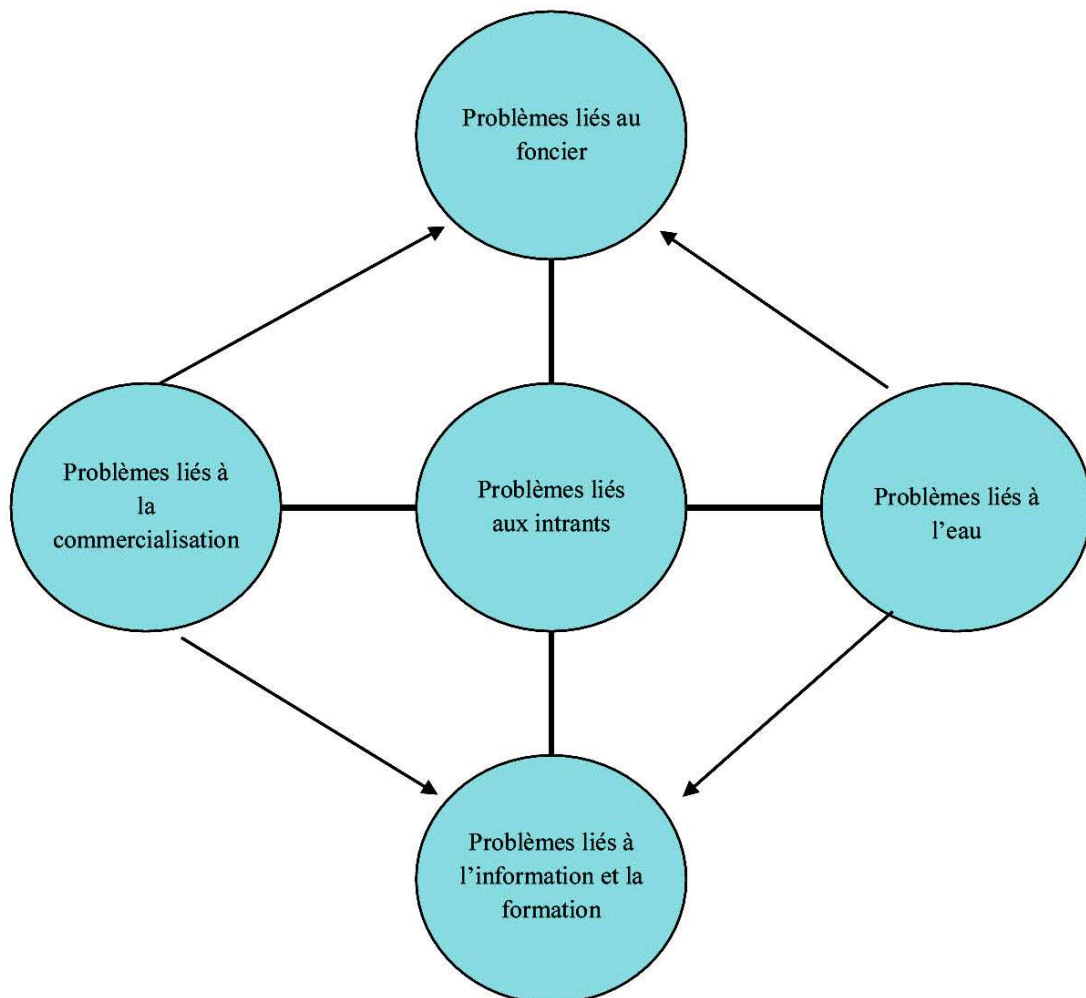 Problèmes liés au
foncier
Problèmes liés à
la
commercialisation
Problèmes liés
aux intrants
Problèmes liés à
l’eau
Problèmes liés à
l’information et la
formation